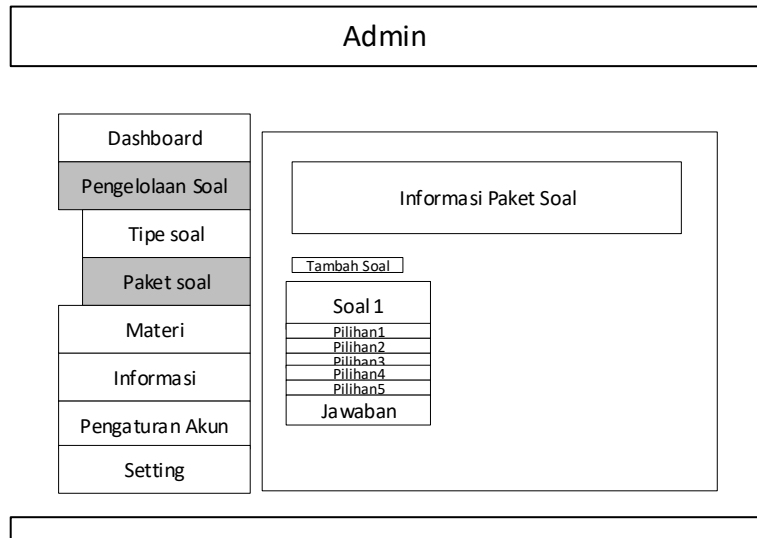 Admin
Dashboard
Pengelolaan Soal
Tipe soal
Paket soal
Materi
Informasi
Pengaturan Akun
Setting
Informasi Paket Soal
Tambah Soal
Soal 1
Pilihan1
Pilihan2
Pilihan3
Pilihan4
Pilihan5
Jawaban